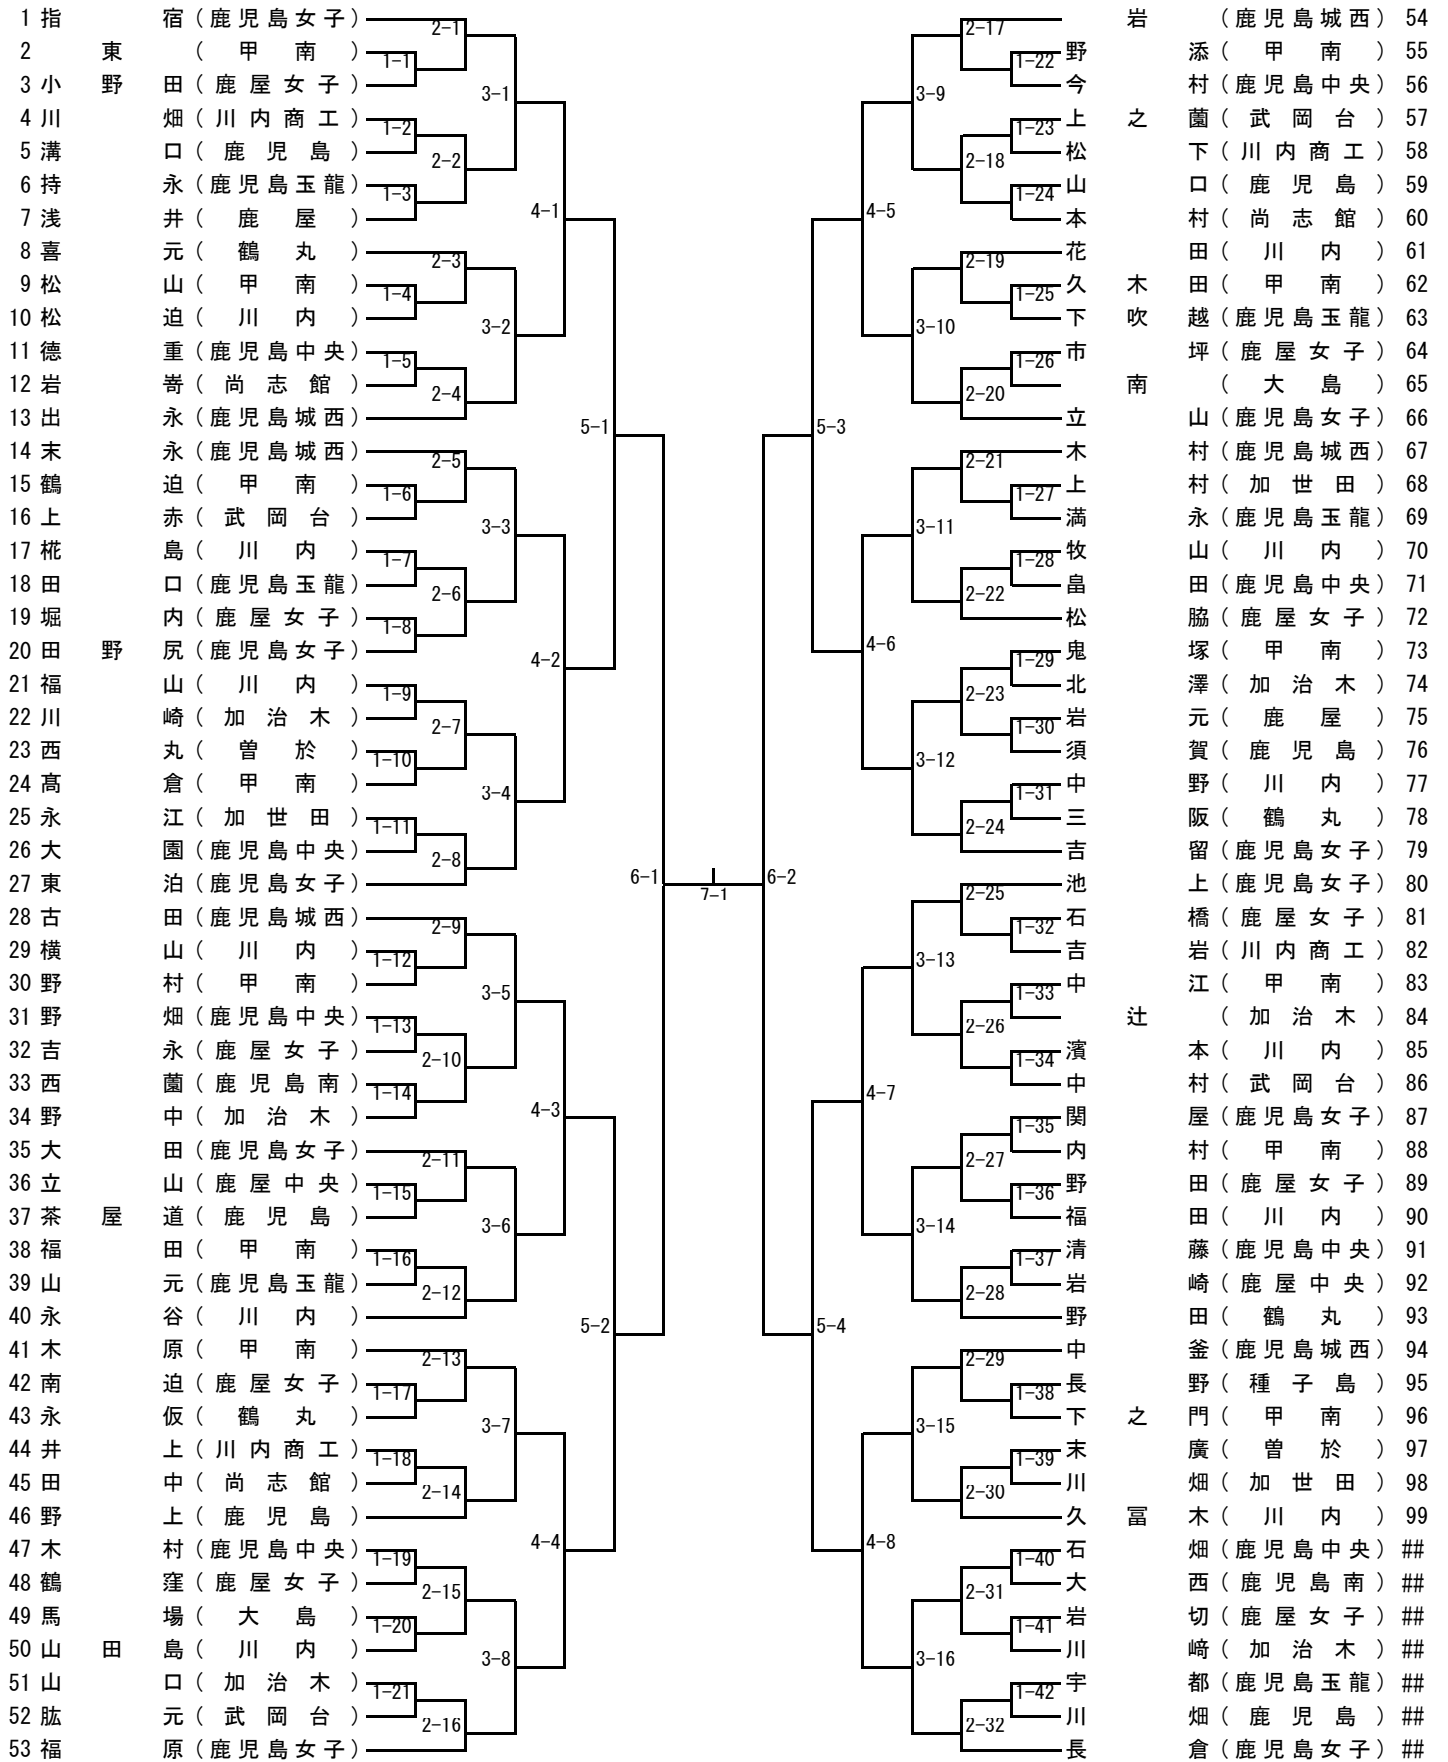 1 指宿（鹿児島女子）
2 東（甲南）
3 小野田（鹿屋女子）
4 川畑（川内商工）
5 溝口（鹿児島）
6 持永（鹿児島玉龍）
7 浅井（鹿屋）
8 喜元（鶴丸）
9 松山（甲南）
10 松迫（川内）
11 德重（鹿児島中央）
12 岩嵜（尚志館）
13 出永（鹿児島城西）
14 末永（鹿児島城西）
15 鶴迫（甲南）
16 上赤（武岡台）
17 椛島（川内）
18 田口（鹿児島玉龍）
19 堀内（鹿屋女子）
20 田野尻（鹿児島女子）
21 福山（川内）
22 川崎（加治木）
23 西丸（曽於）
24 髙倉（甲南）
25 永江（加世田）
26 大園（鹿児島中央）
27 東泊（鹿児島女子）
28 古田（鹿児島城西）
29 横山（川内）
30 野村（甲南）
31 野畑（鹿児島中央）
32 吉永（鹿屋女子）
33 西薗（鹿児島南）
34 野中（加治木）
35 大田（鹿児島女子）
36 立山（鹿屋中央）
37 茶屋道（鹿児島）
38 福田（甲南）
39 山元（鹿児島玉龍）
40 永谷（川内）
41 木原（甲南）
42 南迫（鹿屋女子）
43 永仮（鶴丸）
44 井上（川内商工）
45 田中（尚志館）
46 野上（鹿児島）
47 木村（鹿児島中央）
48 鶴窪（鹿屋女子）
49 馬場（大島）
50 山田島（川内）
51 山口（加治木）
52 肱元（武岡台）
53 福原（鹿児島女子）
1-1
1-2
1-3
1-4
1-5
1-6
1-7
1-8
1-9
1-10
1-11
1-12
1-13
1-14
1-15
1-16
1-17
1-18
1-19
1-20
1-21
2-1
2-2
2-3
2-4
2-5
2-6
2-7
2-8
2-9
2-10
2-11
2-12
2-13
2-14
2-15
2-16
3-1
3-2
3-3
3-4
3-5
3-6
3-7
3-8
4-1
4-2
4-3
4-4
5-1
5-2
6-1
7-1
6-2
5-3
5-4
4-5
4-6
4-7
4-8
3-9
3-10
3-11
3-12
3-13
3-14
3-15
3-16
2-17
2-18
2-19
2-20
2-21
2-22
2-23
2-24
2-25
2-26
2-27
2-28
2-29
2-30
2-31
2-32
1-22
1-23
1-24
1-25
1-26
1-27
1-28
1-29
1-30
1-31
1-32
1-33
1-34
1-35
1-36
1-37
1-38
1-39
1-40
1-41
1-42
岩（鹿児島城西） 54
野添（甲南） 55
今村（鹿児島中央） 56
上之薗（武岡台） 57
松下（川内商工） 58
山口（鹿児島） 59
本村（尚志館） 60
花田（川内） 61
久木田（甲南） 62
下吹越（鹿児島玉龍） 63
市坪（鹿屋女子） 64
南（大島） 65
立山（鹿児島女子） 66
木村（鹿児島城西） 67
上村（加世田） 68
満永（鹿児島玉龍） 69
牧山（川内） 70
畠田（鹿児島中央） 71
松脇（鹿屋女子） 72
鬼塚（甲南） 73
北澤（加治木） 74
岩元（鹿屋） 75
須賀（鹿児島） 76
中野（川内） 77
三阪（鶴丸） 78
吉留（鹿児島女子） 79
池上（鹿児島女子） 80
石橋（鹿屋女子） 81
吉岩（川内商工） 82
中江（甲南） 83
辻（加治木） 84
濱本（川内） 85
中村（武岡台） 86
関屋（鹿児島女子） 87
内村（甲南） 88
野田（鹿屋女子） 89
福田（川内） 90
清藤（鹿児島中央） 91
岩崎（鹿屋中央） 92
野田（鶴丸） 93
中釜（鹿児島城西） 94
長野（種子島） 95
下之門（甲南） 96
末廣（曽於） 97
川畑（加世田） 98
久冨木（川内） 99
石畑（鹿児島中央） ##
大西（鹿児島南） ##
岩切（鹿屋女子） ##
川﨑（加治木） ##
宇都（鹿児島玉龍） ##
川畑（鹿児島） ##
長倉（鹿児島女子） ##